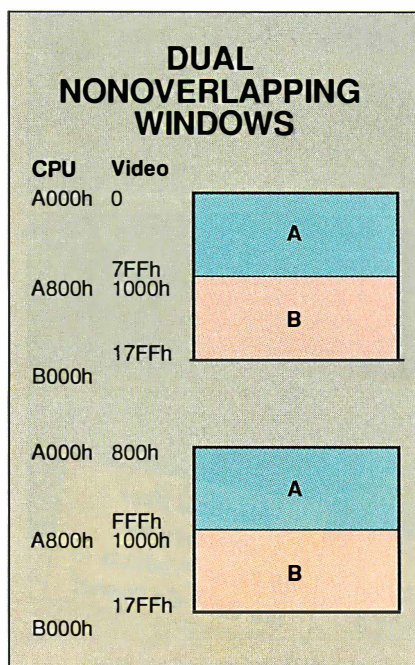 DUAL
NONOVERLAPPING
WINDOWS
CPU Video
A000h 0
A
7FFh
A800h 1000h
B
17FFh
B000h
A000h 800h
A
FFFh
A800h 1000h
B
17FFh
B000h